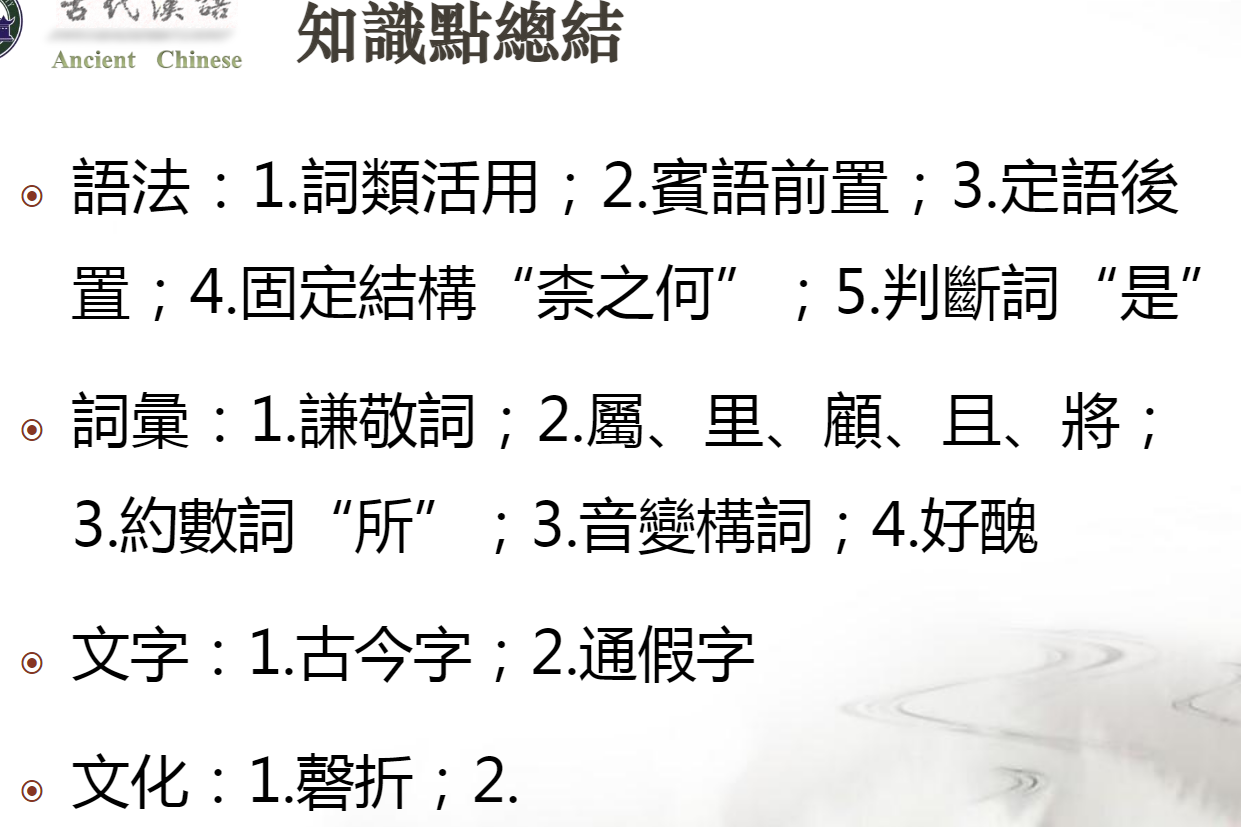 古代漢語
Ancient Chinese
知識點總結
語法：1.詞類活用；2.賓語前置；3.定語後
置；4.固定結構“柰之何”；5.判斷詞“是”
詞彙：1.謙敬詞；2.屬、里、顧、且、將；
3.約數詞“所”；3.音變構詞；4.好醜
文字：1.古今字；2.通假字
文化：1.磬折；2.